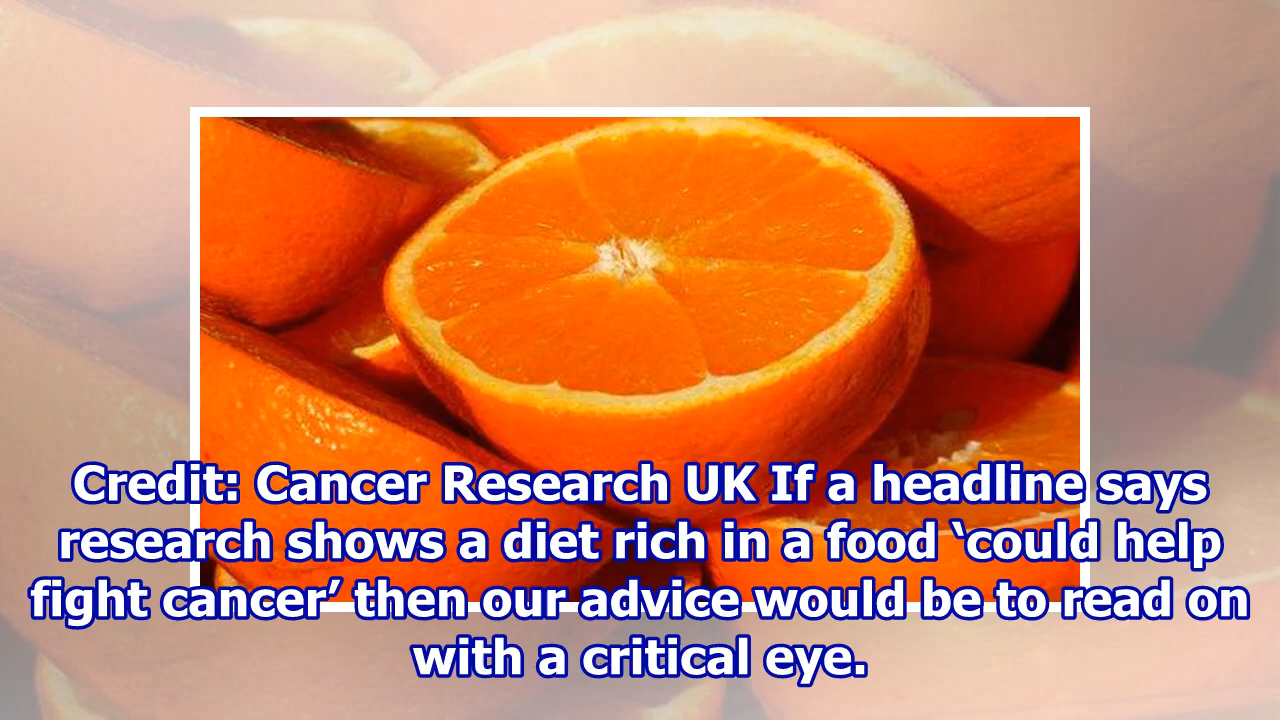 Credit: Cancer Research UK If a headline says
research shows a diet rich in a food ‘could help
fight cancer’ then our advice would be to read on
with a critical eye.